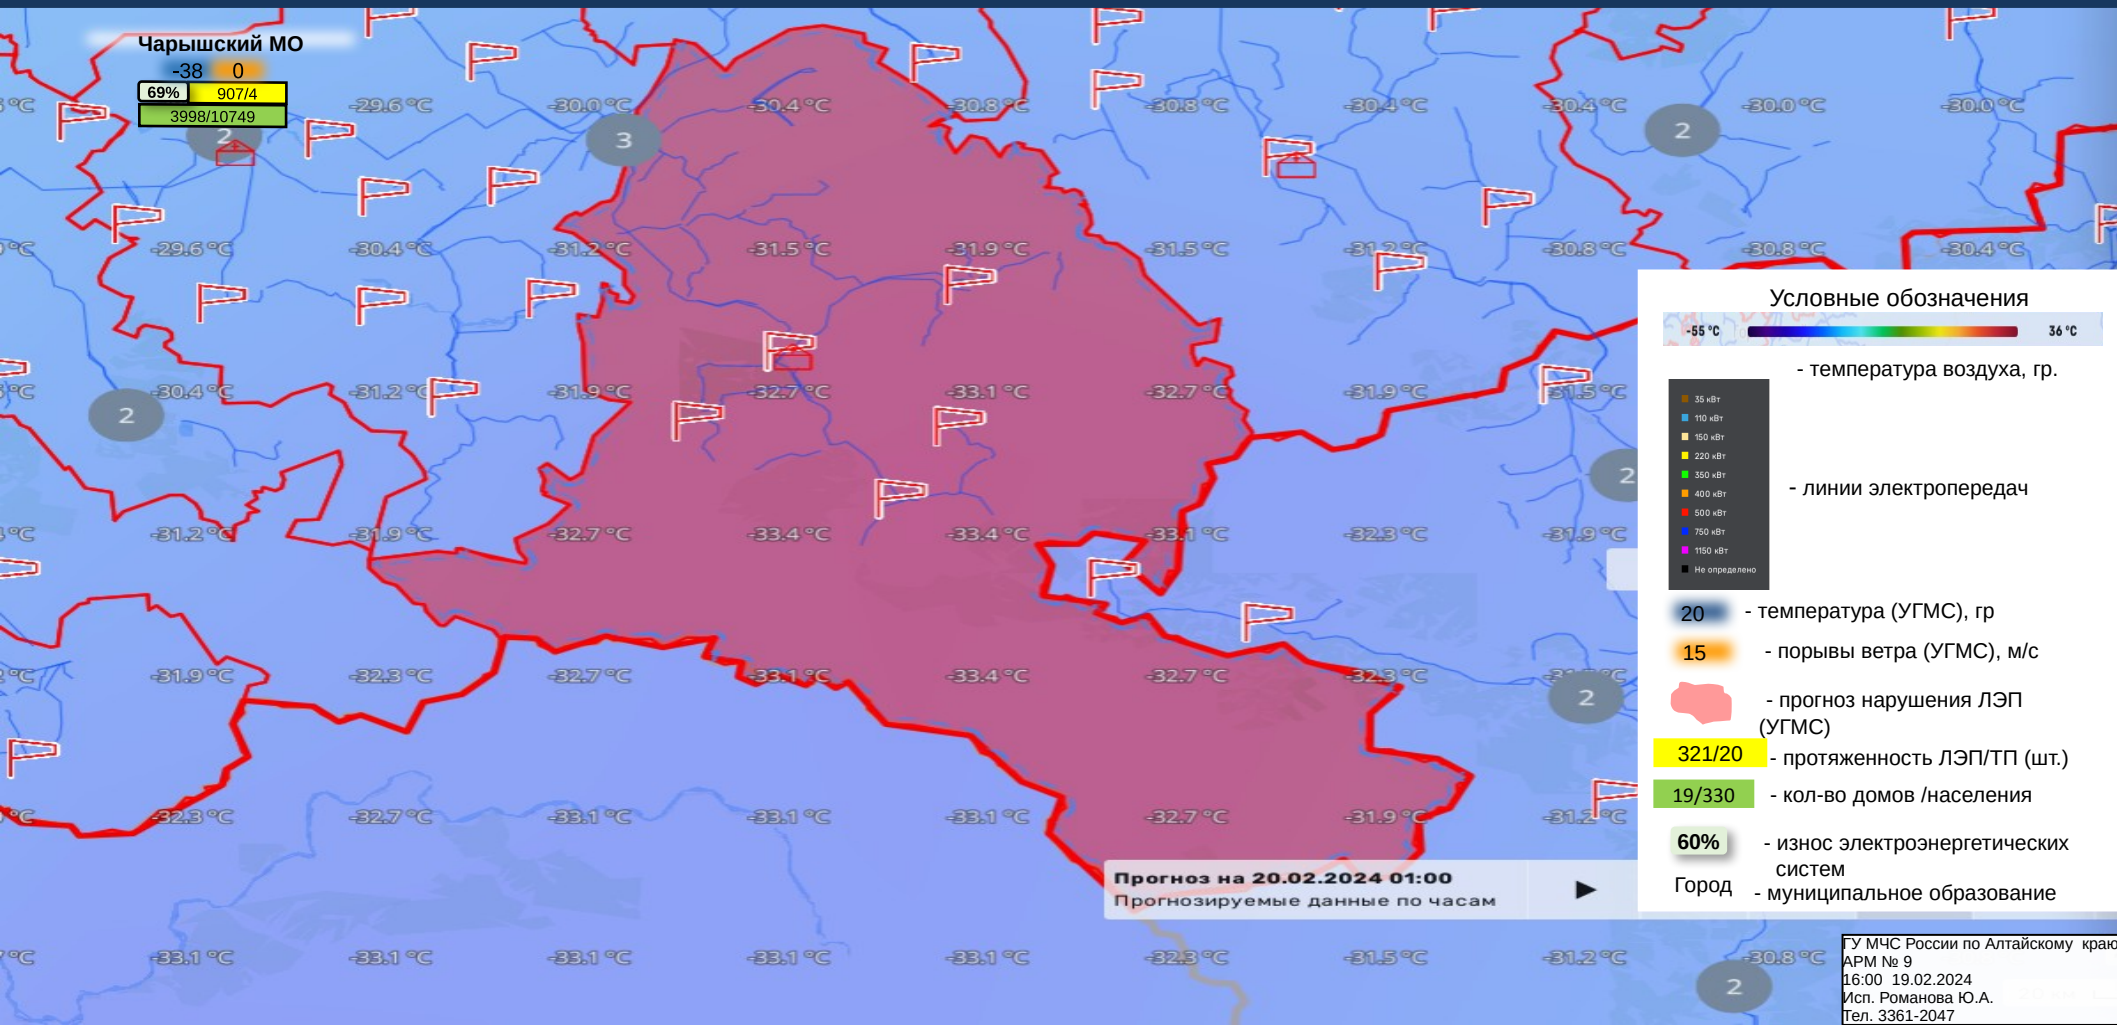 Чарышский МО
-38 0
69% 907/4
3998/10749
-29.6 °C -30.0 °C -30.4 °C -30.8 °C -30.8 °C -30.4 °C -30.4 °C -30.0 °C -30.0 °C
2 3 2
-29.6 °C -30.4 °C -31.2 °C -31.5 °C -31.9 °C -31.5 °C -31.2 °C -30.8 °C -30.8 °C -30.4 °C
-30.4 °C -31.2 °C -31.9 °C -32.7 °C -33.1 °C -32.7 °C -31.9 °C -31.5 °C
2
2
-31.2 °C -31.9 °C -32.7 °C -33.4 °C -33.4 °C -33.1 °C -32.3 °C -31.9 °C
-31.9 °C -32.3 °C -32.7 °C -33.1 °C -33.4 °C -32.7 °C -32.3 °C
2
-32.3 °C -32.7 °C -33.1 °C -33.1 °C -33.1 °C -32.7 °C -31.9 °C -31.2 °C
Прогноз на 20.02.2024 01:00
Прогнозируемые данные по часам
-33.1 °C -33.1 °C -33.1 °C -33.1 °C -33.1 °C -32.3 °C -31.5 °C -31.2 °C -30.8 °C
2
Условные обозначения
-55 °C 36 °C
- температура воздуха, гр.
35 кВт
110 кВт
150 кВт
220 кВт
350 кВт
400 кВт
500 кВт
750 кВт
1150 кВт
Не определено
- линии электропередач
20 - температура (УГМС), гр
15 - порывы ветра (УГМС), м/с
- прогноз нарушения ЛЭП
(УГМС)
321/20 - протяженность ЛЭП/ТП (шт.)
19/330 - кол-во домов /населения
60% - износ электроэнергетических
систем
Город - муниципальное образование
ГУ МЧС России по Алтайскому краю
АРМ № 9
16:00 19.02.2024
Исп. Романова Ю.А.
Тел. 3361-2047